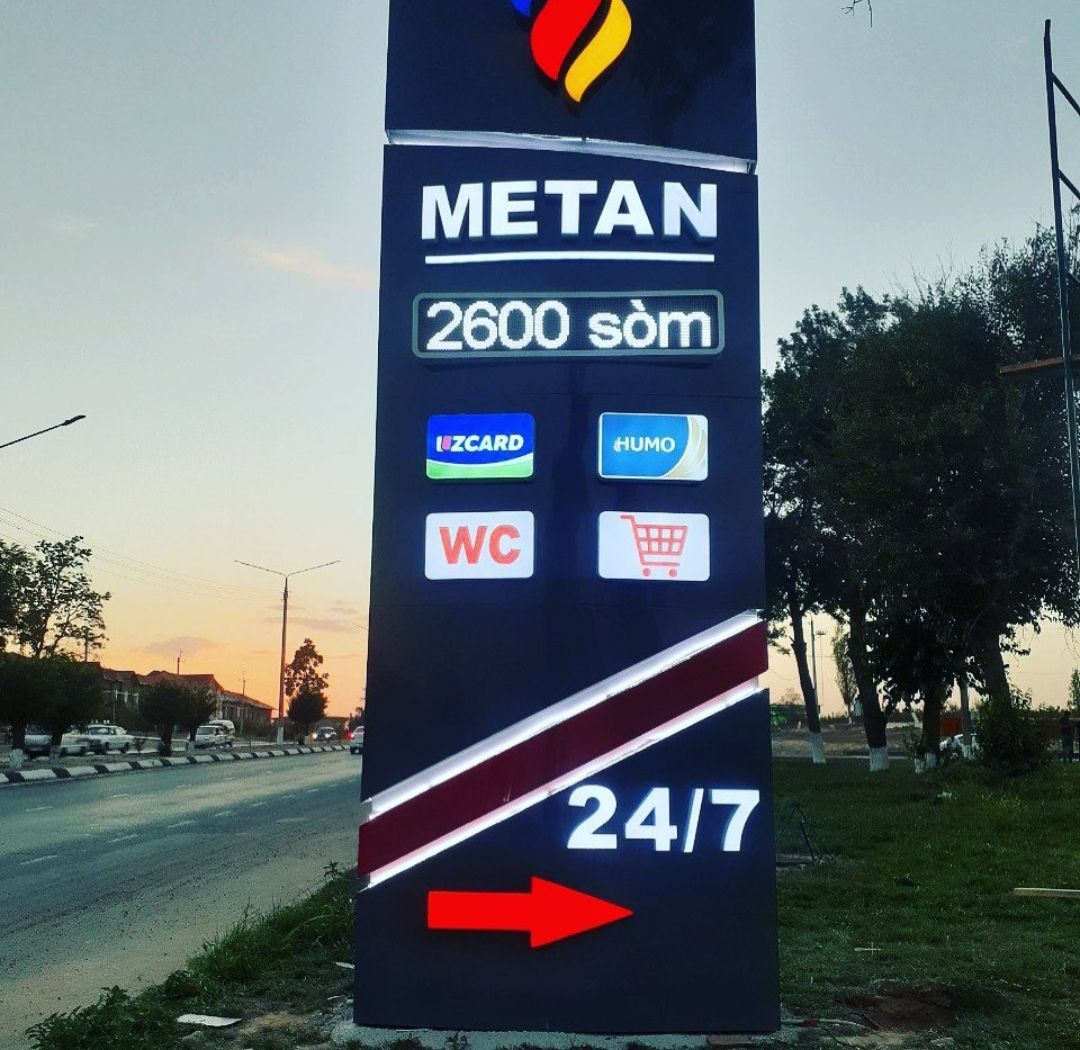 METAN
2600 sòm
UZCARD
HUMO
WC
24/7